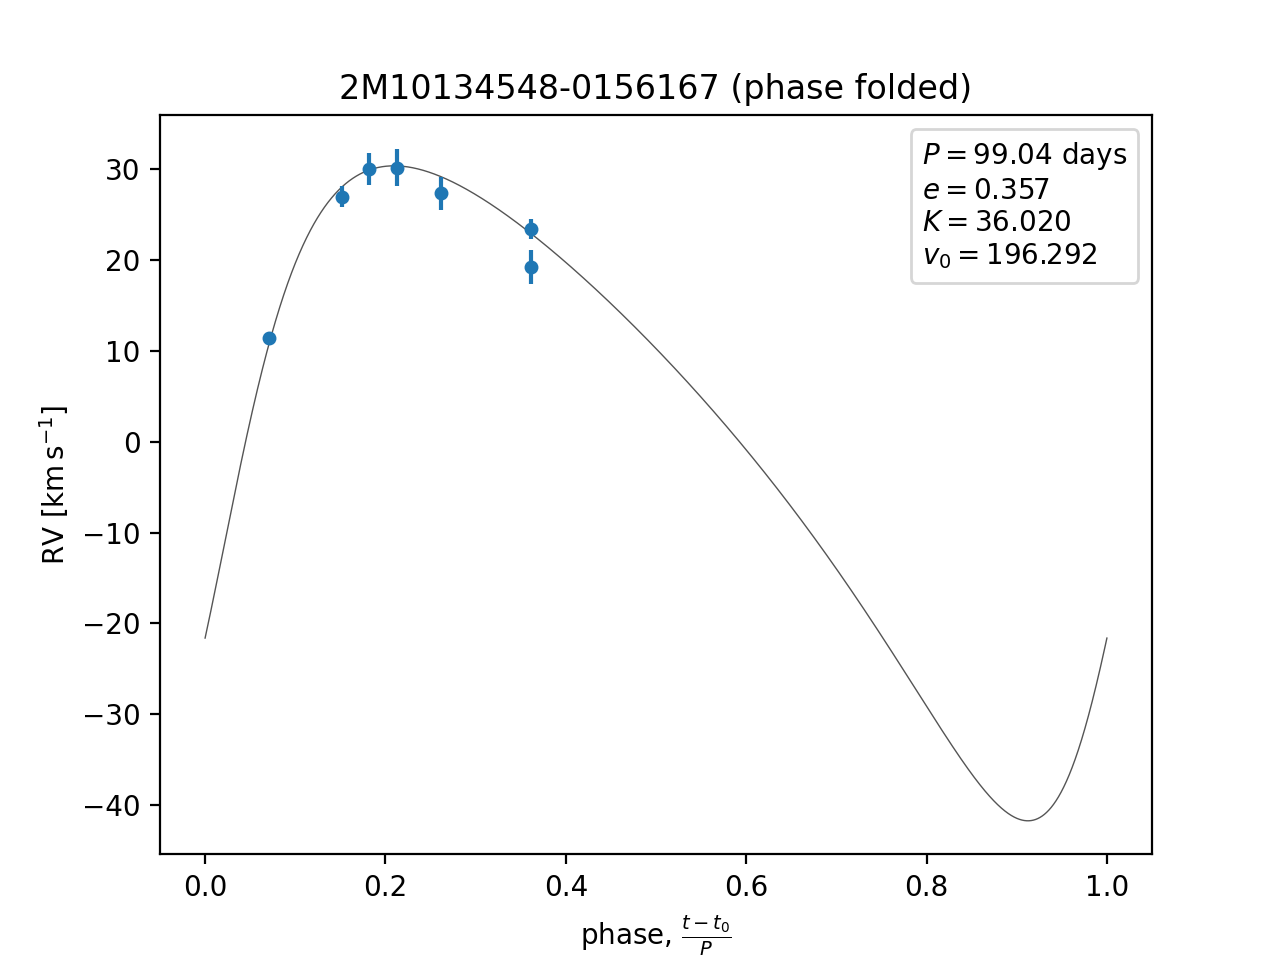 2M10134548-0156167 (phase folded)
P = 99.04 days
e = 0.357
K = 36.020
v₀ = 196.292
RV [km s⁻¹]
30
20
10
0
−10
−20
−30
−40
0.0 0.2 0.4 0.6 0.8 1.0
phase, (t − t₀)/P